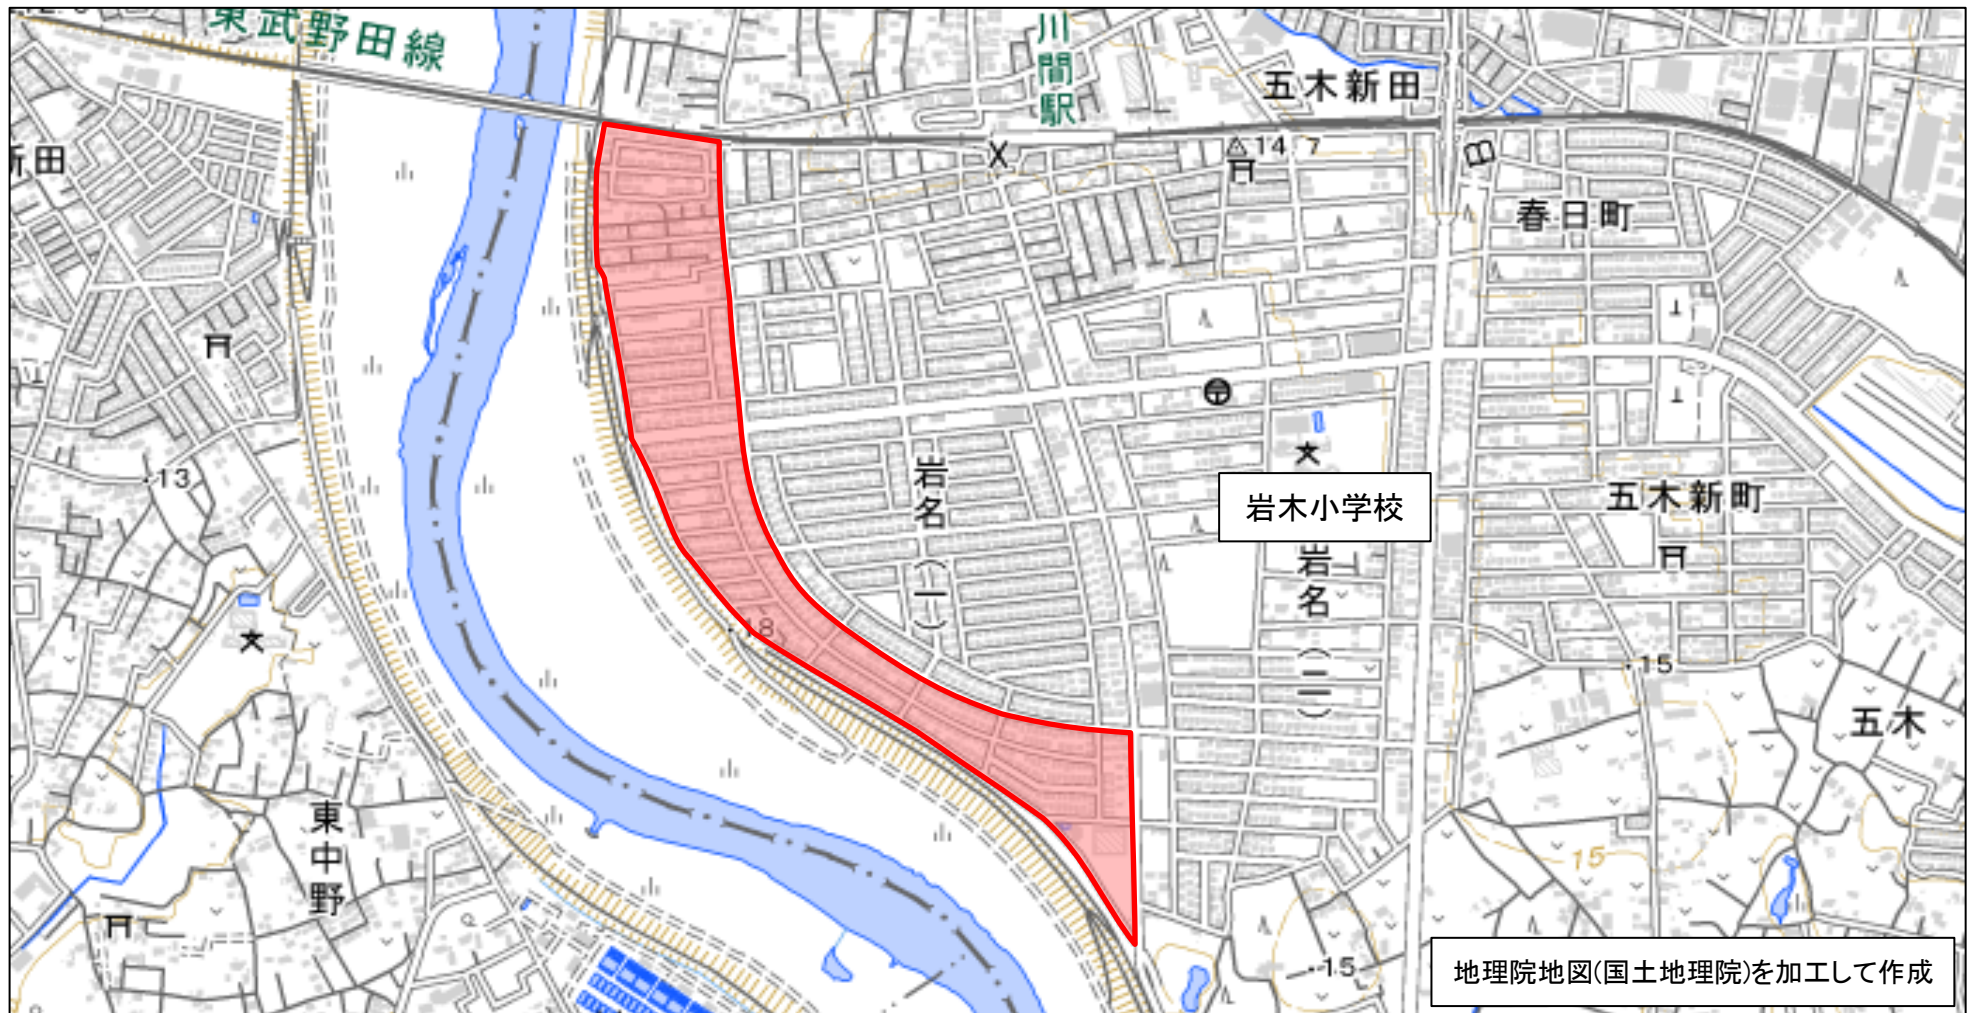 東武野田線
川間駅
五木新田
14.7
新田
春日町
13
岩名(一)
岩木小学校
五木新町
岩名(二)
18
15
五木
東中野
15
15
地理院地図(国土地理院)を加工して作成